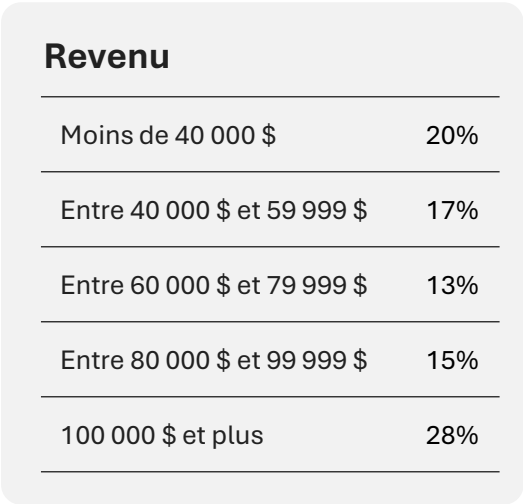 Revenu
Moins de 40 000 $ 20%
Entre 40 000 $ et 59 999 $ 17%
Entre 60 000 $ et 79 999 $ 13%
Entre 80 000 $ et 99 999 $ 15%
100 000 $ et plus 28%